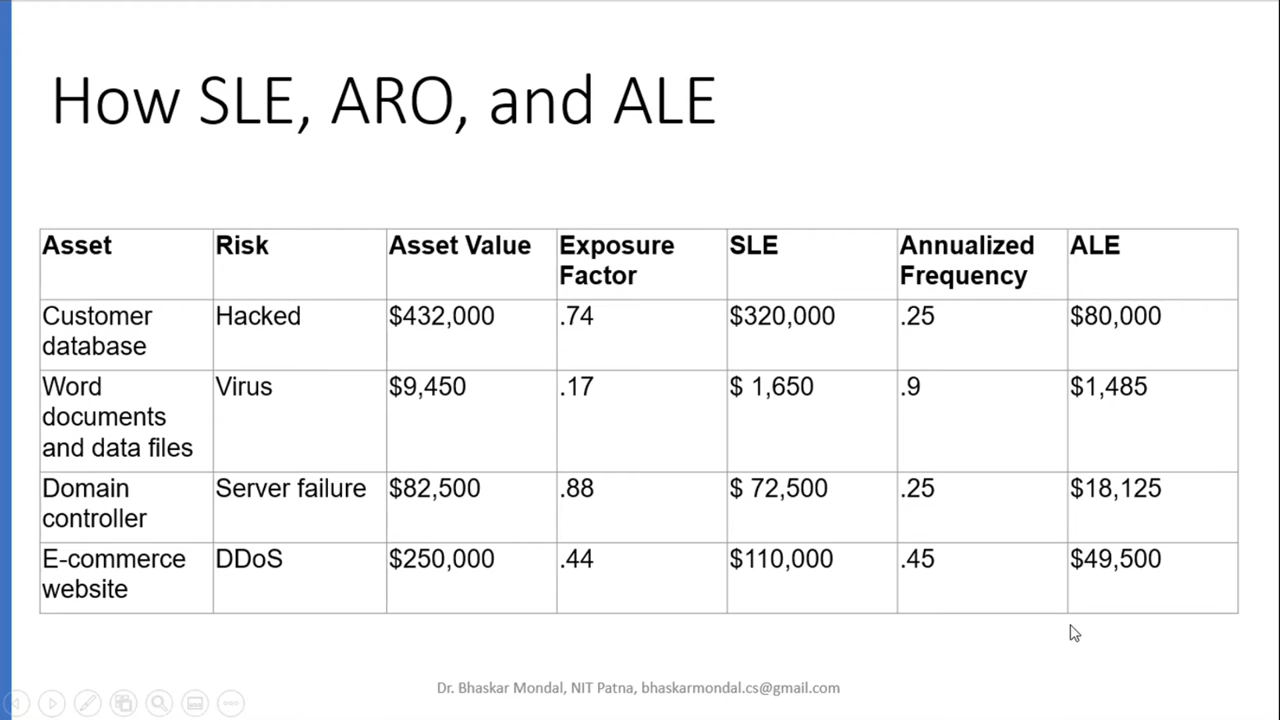 How SLE, ARO, and ALE
Asset Risk Asset Value Exposure Factor SLE Annualized Frequency ALE
Customer database Hacked $432,000 .74 $320,000 .25 $80,000
Word documents and data files Virus $9,450 .17 $ 1,650 .9 $1,485
Domain controller Server failure $82,500 .88 $ 72,500 .25 $18,125
E-commerce website DDoS $250,000 .44 $110,000 .45 $49,500
Dr. Bhaskar Mondal, NIT Patna, bhaskarmondal.cs@gmail.com